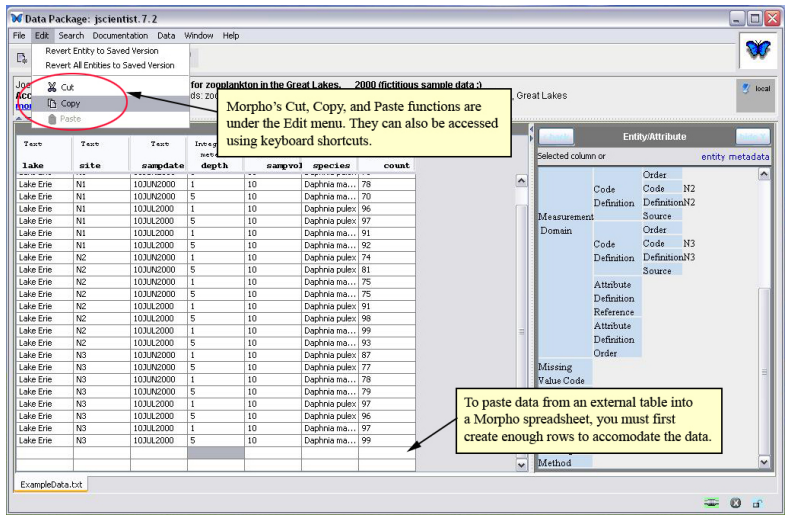 Data Package: jscientist.7.2
File Edit Search Documentation Data Window Help
Revert Entity to Saved Version
Revert All Entities to Saved Version
Cut
Copy
Paste
for zooplankton in the Great Lakes. 2000 (fictitious sample data ;)
Acc
ds: zoo
, Great Lakes
mor
local
Morpho's Cut, Copy, and Paste functions are
under the Edit menu. They can also be accessed
using keyboard shortcuts.
Text Text Text Integ
lake site sampdate depth sampvol species count
Lake Erie N1 10JUN2000 1 10 Daphnia ma... 78
Lake Erie N1 10JUN2000 5 10 Daphnia ma... 70
Lake Erie N1 10JUL2000 1 10 Daphnia pulex 96
Lake Erie N1 10JUL2000 5 10 Daphnia pulex 97
Lake Erie N1 10JUL2000 1 10 Daphnia ma... 91
Lake Erie N1 10JUL2000 5 10 Daphnia ma... 92
Lake Erie N2 10JUN2000 1 10 Daphnia pulex 74
Lake Erie N2 10JUN2000 5 10 Daphnia pulex 81
Lake Erie N2 10JUN2000 1 10 Daphnia ma... 75
Lake Erie N2 10JUN2000 5 10 Daphnia ma... 75
Lake Erie N2 10JUL2000 1 10 Daphnia pulex 91
Lake Erie N2 10JUL2000 5 10 Daphnia pulex 98
Lake Erie N2 10JUL2000 1 10 Daphnia ma... 99
Lake Erie N2 10JUL2000 5 10 Daphnia ma... 93
Lake Erie N3 10JUN2000 1 10 Daphnia pulex 87
Lake Erie N3 10JUN2000 5 10 Daphnia pulex 77
Lake Erie N3 10JUN2000 1 10 Daphnia ma... 78
Lake Erie N3 10JUN2000 5 10 Daphnia ma... 79
Lake Erie N3 10JUL2000 1 10 Daphnia pulex 97
Lake Erie N3 10JUL2000 5 10 Daphnia pulex 96
Lake Erie N3 10JUL2000 1 10 Daphnia ma... 97
Lake Erie N3 10JUL2000 5 10 Daphnia ma... 99
Entity/Attribute
Selected column or entity metadata
Order
Code Code N2
Definition DefinitionN2
Measurement Source
Domain Order
Code Code N3
Definition DefinitionN3
Source
Attribute
Definition
Reference
Attribute
Definition
Order
Missing
Value Code
To paste data from an external table into
a Morpho spreadsheet, you must first
create enough rows to accomodate the data.
Method
ExampleData.txt